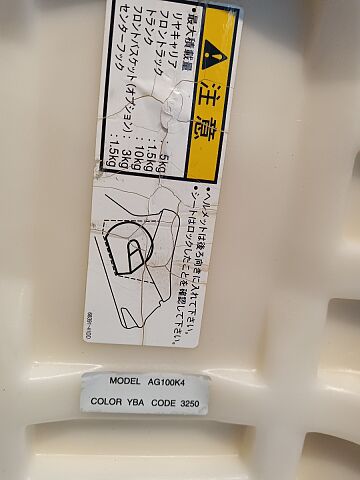 注意
・最大積載量
リヤキャリア : 5kg
フロントラック : 1.5kg
トランク : 10kg
フロントバスケット(オプション) : 3kg
センターフック : 1.5kg
・ヘルメットは後ろ向きに入れて下さい。
・シートはロックしたことを確認して下さい。
MODEL AG100K4
COLOR YBA CODE 3250